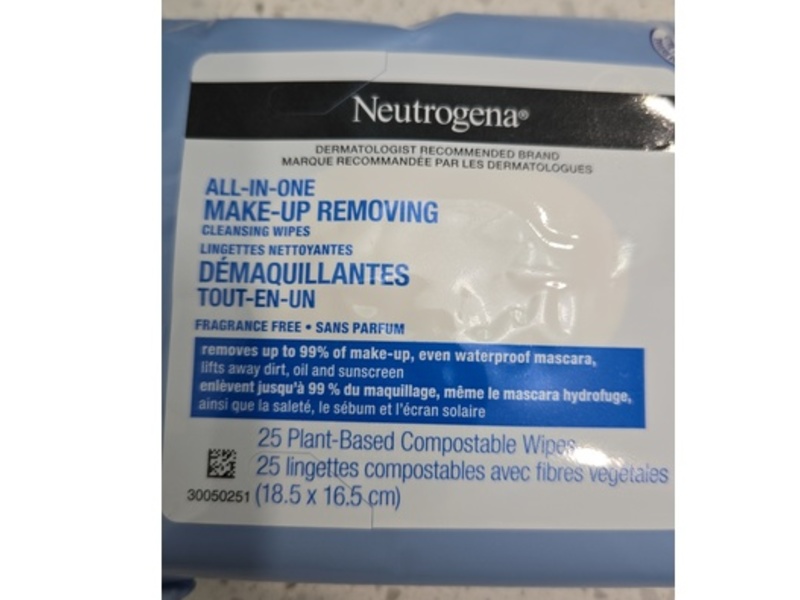 Neutrogena®
DERMATOLOGIST RECOMMENDED BRAND
MARQUE RECOMMANDÉE PAR LES DERMATOLOGUES
ALL-IN-ONE
MAKE-UP REMOVING
CLEANSING WIPES
LINGETTES NETTOYANTES
DÉMAQUILLANTES
TOUT-EN-UN
FRAGRANCE FREE • SANS PARFUM
removes up to 99% of make-up, even waterproof mascara,
lifts away dirt, oil and sunscreen
enlèvent jusqu'à 99 % du maquillage, même le mascara hydrofuge,
ainsi que la saleté, le sébum et l'écran solaire
25 Plant-Based Compostable Wipes
25 lingettes compostables avec fibres végétales
30050251 (18.5 x 16.5 cm)